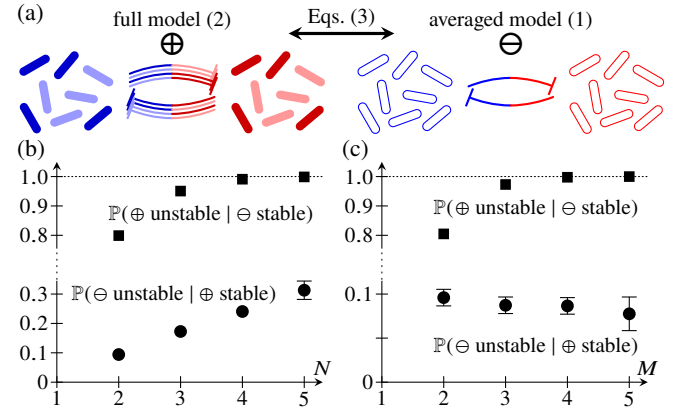 (a)
full model (2)
Eqs. (3)
averaged model (1)
⊕
⊖
(b)
1.0
0.9
0.8
0.3
0.2
0.1
0
ℙ(⊕ unstable | ⊖ stable)
ℙ(⊖ unstable | ⊕ stable)
1 2 3 4 5
N
(c)
1.0
0.9
0.8
0.1
0
ℙ(⊕ unstable | ⊖ stable)
ℙ(⊖ unstable | ⊕ stable)
1 2 3 4 5
M